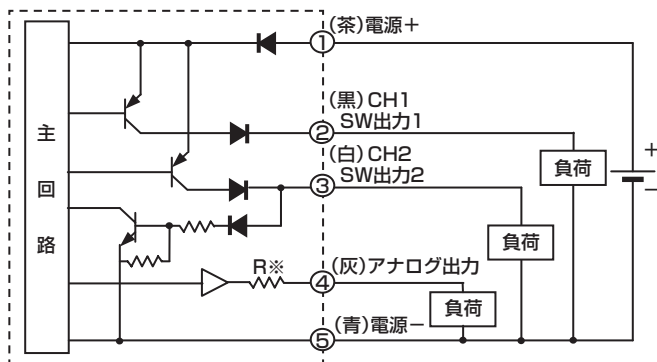 主回路
①(茶)電源+
(黒)CH1
②SW出力1
(白)CH2
③SW出力2
R※
④(灰)アナログ出力
⑤(青)電源−
負荷
負荷
負荷
+
−